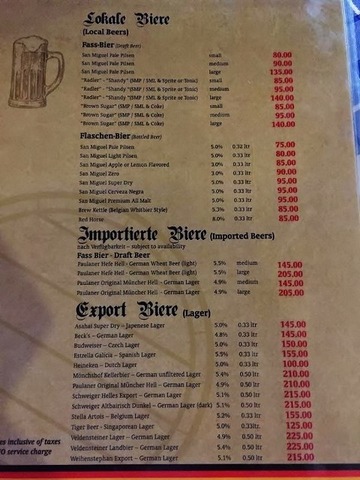 Lokale Biere
(Local Beers)
Fass-Bier (Draft Beer)
San Miguel Pale Pilsen small 80.00
San Miguel Pale Pilsen medium 90.00
San Miguel Pale Pilsen large 135.00
"Radler" - "Shandy" (SMP / SML & Sprite or Tonic) small 85.00
"Radler" - "Shandy" (SMP / SML & Sprite or Tonic) medium 95.00
"Radler" - "Shandy" (SMP / SML & Sprite or Tonic) large 140.00
"Brown Sugar" (SMP / SML & Coke) small 85.00
"Brown Sugar" (SMP / SML & Coke) medium 95.00
"Brown Sugar" (SMP / SML & Coke) large 140.00
Flaschen-Bier (Bottled Beer)
San Miguel Pale Pilsen 5.0% 0.32 ltr 75.00
San Miguel Light Pilsen 5.0% 0.33 ltr 80.00
San Miguel Apple or Lemon Flavored 3.0% 0.33 ltr 85.00
San Miguel Zero 3.0% 0.33 ltr 90.00
San Miguel Super Dry 5.0% 0.33 ltr 95.00
San Miguel Cerveza Negra 5.0% 0.33 ltr 95.00
San Miguel Premium All Malt 5.0% 0.33 ltr 95.00
Brew Kettle (Belgian Whitbier Style) 5.3% 0.33 ltr 85.00
Red Horse 8.0% 0.33 ltr 85.00
Importierte Biere (Imported Beers)
nach Verfügbarkeit - subject to availability
Fass Bier - Draft Beer
Paulaner Hefe Hell - German Wheat Beer (light) 5.5% medium 145.00
Paulaner Hefe Hell - German Wheat Beer (light) 5.5% large 205.00
Paulaner Original Müncher Hell - German Lager 4.9% medium 145.00
Paulaner Original Müncher Hell - German Lager 4.9% large 205.00
Export Biere (Lager)
Asahai Super Dry - Japenese Lager 5.0% 0.33 ltr 145.00
Beck's - German Lager 4.8% 0.33 ltr 145.00
Budweiser - Czech Lager 5.0% 0.33 ltr 150.00
Estrella Galicia - Spanish Lager 5.5% 0.33 ltr 155.00
Heineken - Dutch Lager 5.0% 0.33 ltr 100.00
Mönchshof Kellerbier - German unfiltered Lager 5.4% 0.50 ltr 210.00
Paulaner Original Müncher Hell - German Lager 4.9% 0.50 ltr 210.00
Schweiger Helles Export - German Lager 5.1% 0.50 ltr 215.00
Schweiger Altbairisch Dunkel - German Lager (dark) 5.1% 0.50 ltr 215.00
Stella Artois - Belgium Lager 5.2% 0.33 ltr 155.00
Tiger Beer - Singaporean Lager 5.0% 0.33ltr 125.00
Veldensteiner Lager - German Lager 4.9% 0.50 ltr 225.00
Veldensteiner Landbier - German Lager 5.4% 0.50 ltr 225.00
Weihenstephan Export - German Lager 5.1% 0.50 ltr 215.00
es inclusive of taxes
O service charge